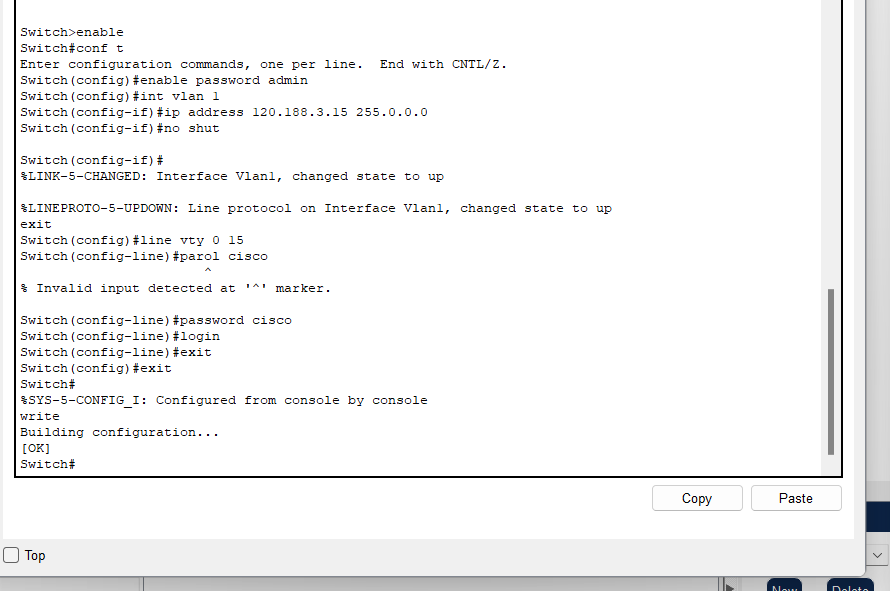 Switch>enable
Switch#conf t
Enter configuration commands, one per line.  End with CNTL/Z.
Switch(config)#enable password admin
Switch(config)#int vlan 1
Switch(config-if)#ip address 120.188.3.15 255.0.0.0
Switch(config-if)#no shut
Switch(config-if)#
%LINK-5-CHANGED: Interface Vlan1, changed state to up
%LINEPROTO-5-UPDOWN: Line protocol on Interface Vlan1, changed state to up
exit
Switch(config)#line vty 0 15
Switch(config-line)#parol cisco
^
% Invalid input detected at '^' marker.
Switch(config-line)#password cisco
Switch(config-line)#login
Switch(config-line)#exit
Switch(config)#exit
Switch#
%SYS-5-CONFIG_I: Configured from console by console
write
Building configuration...
[OK]
Switch#
Copy Paste
Top
New Delete